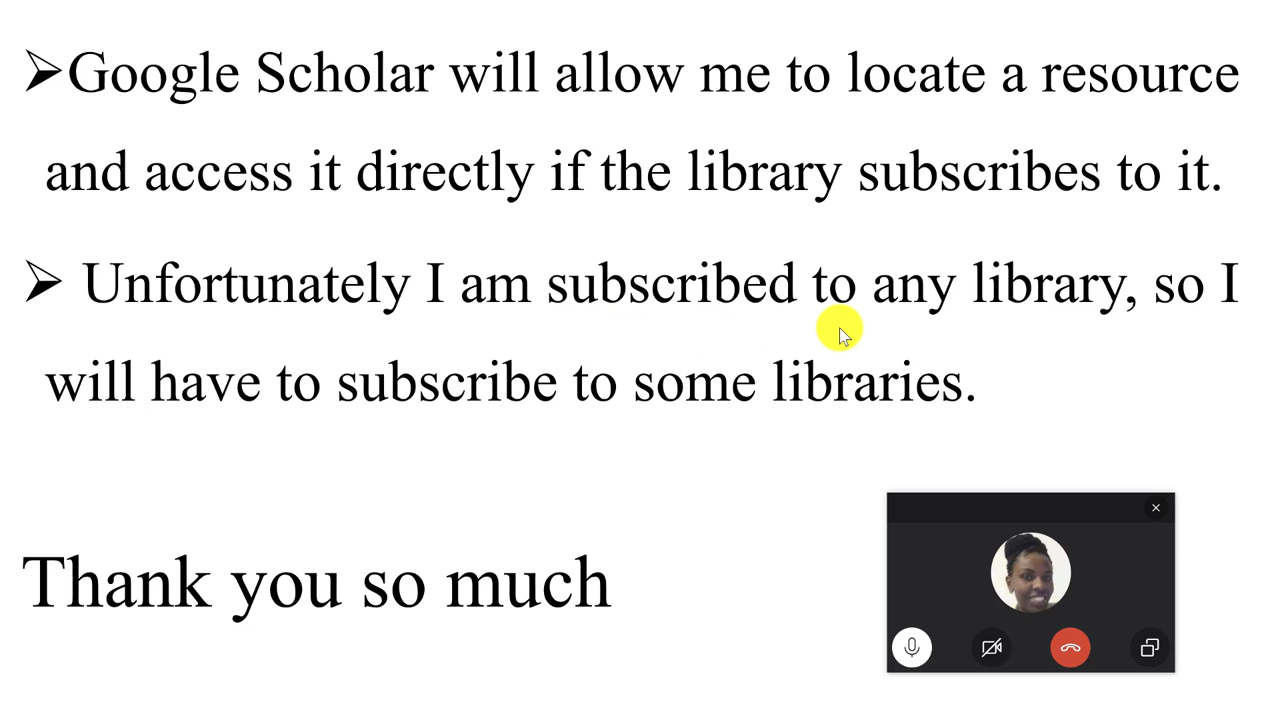 ➢Google Scholar will allow me to locate a resource
and access it directly if the library subscribes to it.
➢ Unfortunately I am subscribed to any library, so I
will have to subscribe to some libraries.
Thank you so much